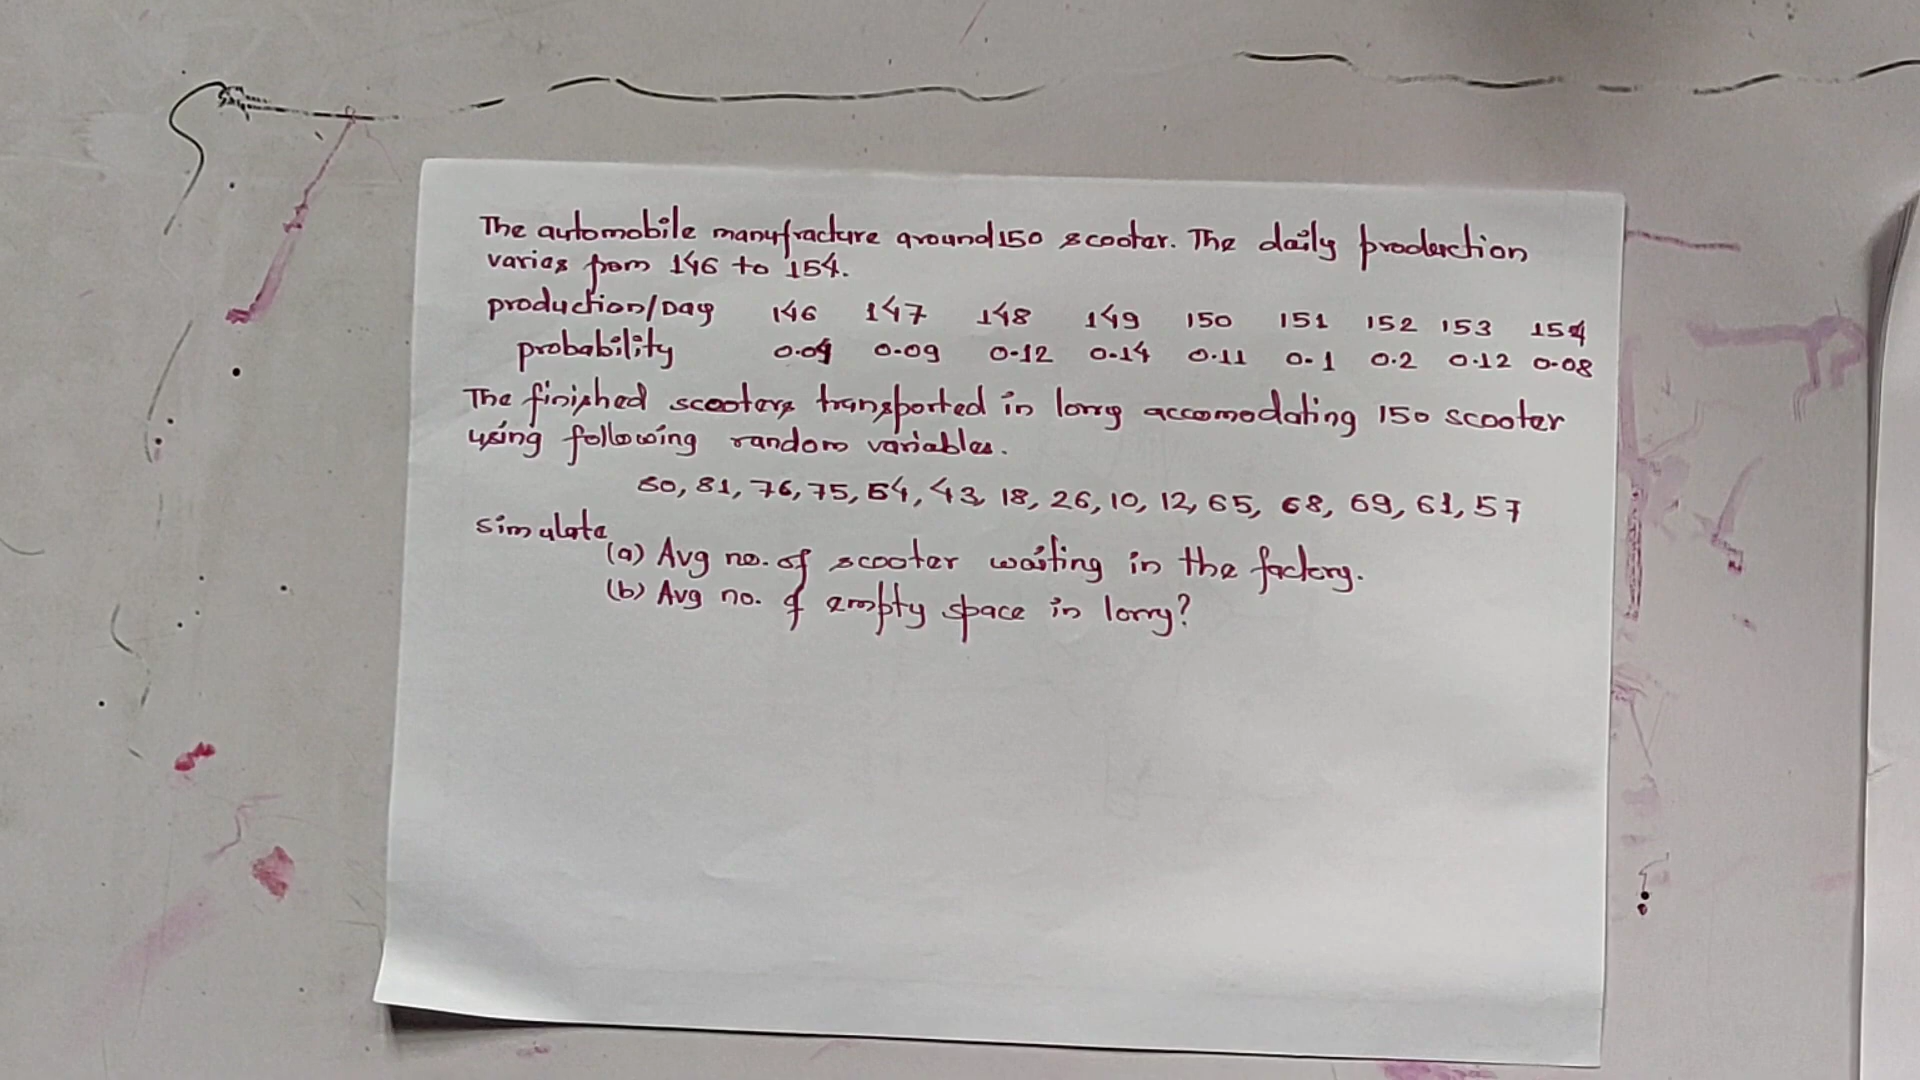 The automobile manufracture around 150 scooter. The daily production
varies from 146 to 154.
production/Day 146 147 148 149 150 151 152 153 154
probability 0.04 0.09 0.12 0.14 0.11 0.1 0.2 0.12 0.08
The finished scooters transported in lorry accomodating 150 scooter
using following random variables.
80, 81, 76, 75, 64, 43, 18, 26, 10, 12, 65, 68, 69, 61, 57
simulate
(a) Avg no. of scooter waiting in the factory.
(b) Avg no. of empty space in lorry?